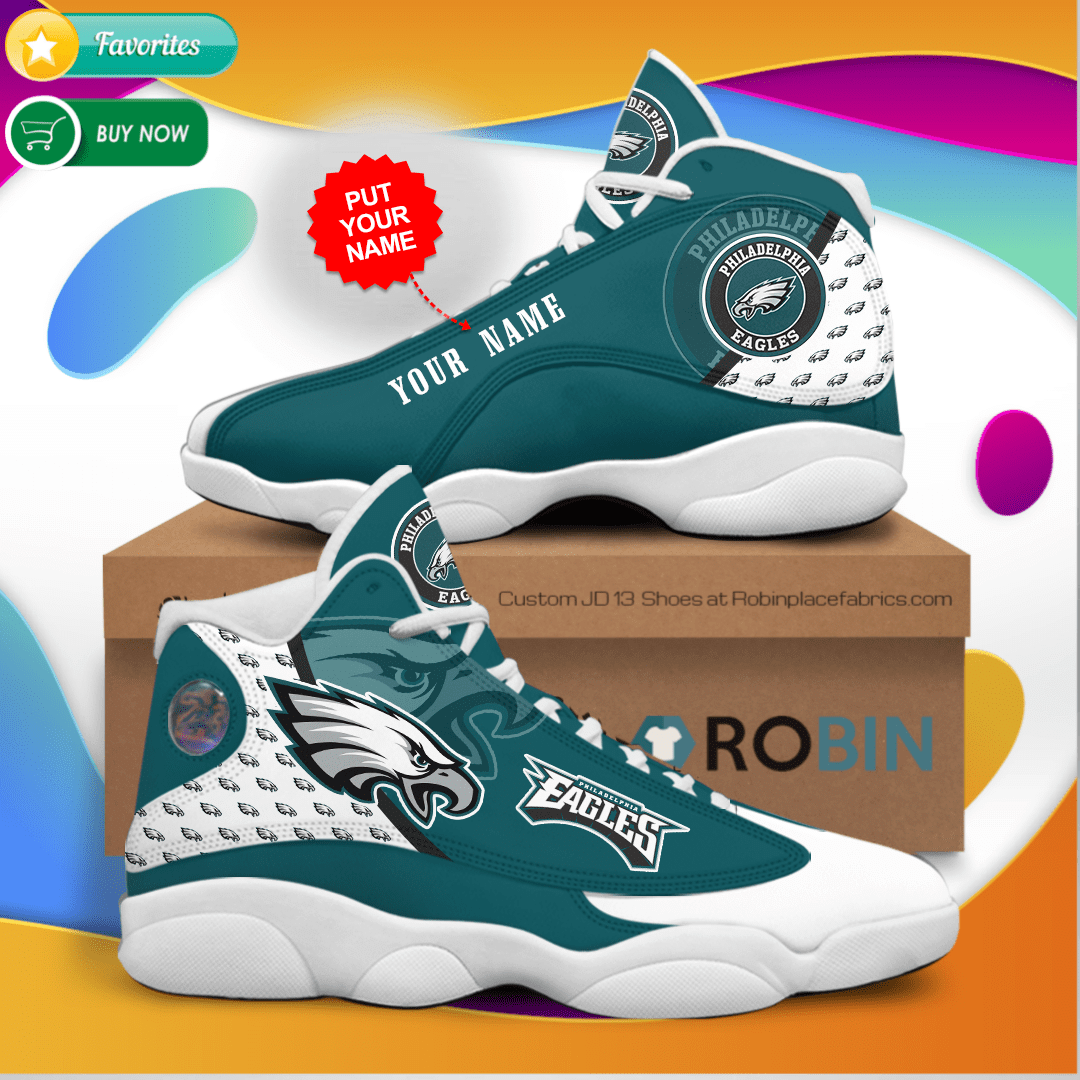 Favorites
BUY NOW
PUT
YOUR
NAME
YOUR NAME
PHILADELPHIA
EAGLES
PHILADELPHIA
EAGLES
Custom JD 13 Shoes at Robinplacefabrics.com
ROBIN
PHILADELPHIA
EAGLES